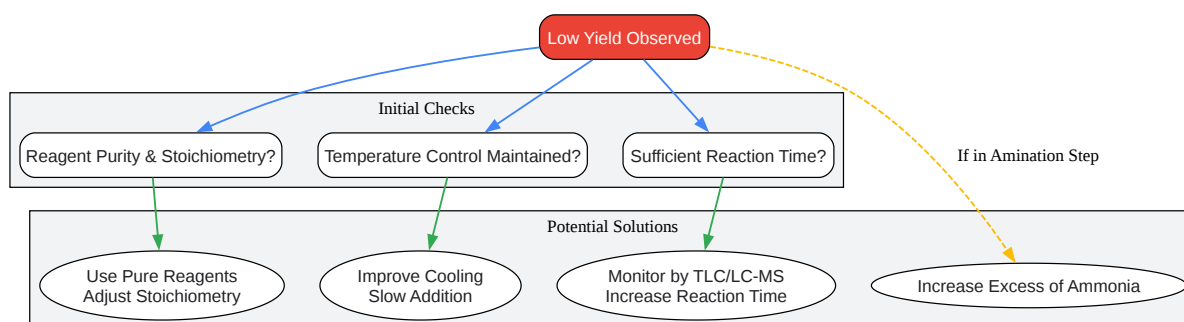 Low Yield Observed
Initial Checks
Reagent Purity & Stoichiometry?
Temperature Control Maintained?
Sufficient Reaction Time?
If in Amination Step
Potential Solutions
Use Pure Reagents
Adjust Stoichiometry
Improve Cooling
Slow Addition
Monitor by TLC/LC-MS
Increase Reaction Time
Increase Excess of Ammonia